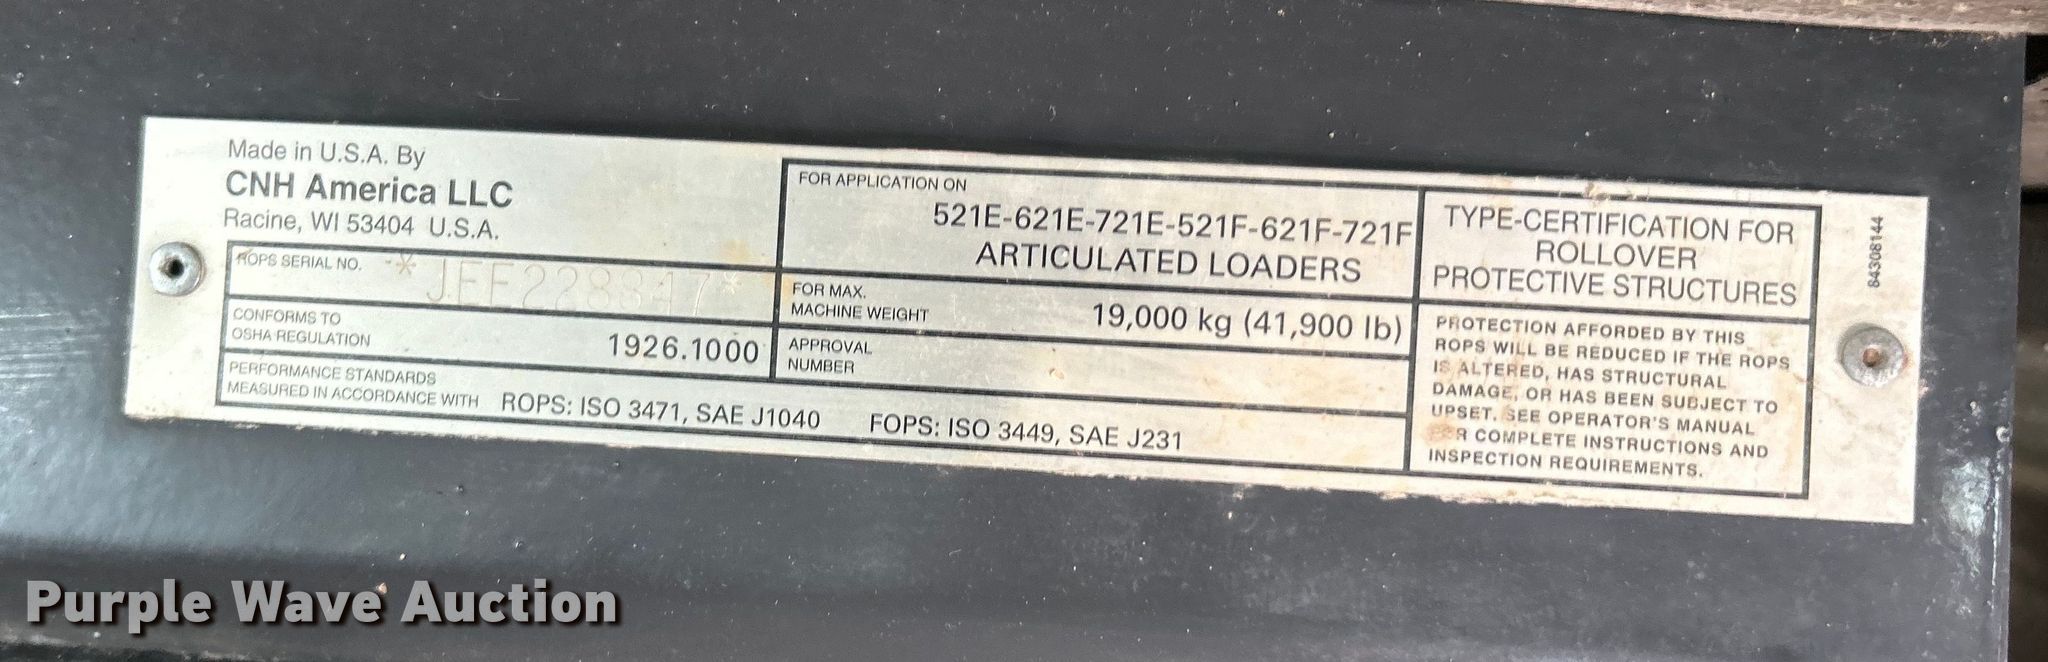 Made in U.S.A. By
CNH America LLC
Racine, WI 53404 U.S.A.
ROPS SERIAL NO. *JEE228847*
CONFORMS TO
OSHA REGULATION 1926.1000
PERFORMANCE STANDARDS
MEASURED IN ACCORDANCE WITH ROPS: ISO 3471, SAE J1040 FOPS: ISO 3449, SAE J231
FOR APPLICATION ON
521E-621E-721E-521F-621F-721F
ARTICULATED LOADERS
FOR MAX.
MACHINE WEIGHT 19,000 kg (41,900 lb)
APPROVAL
NUMBER
TYPE-CERTIFICATION FOR
ROLLOVER
PROTECTIVE STRUCTURES
PROTECTION AFFORDED BY THIS
ROPS WILL BE REDUCED IF THE ROPS
IS ALTERED, HAS STRUCTURAL
DAMAGE, OR HAS BEEN SUBJECT TO
UPSET. SEE OPERATOR'S MANUAL
FOR COMPLETE INSTRUCTIONS AND
INSPECTION REQUIREMENTS.
84308144
Purple Wave Auction